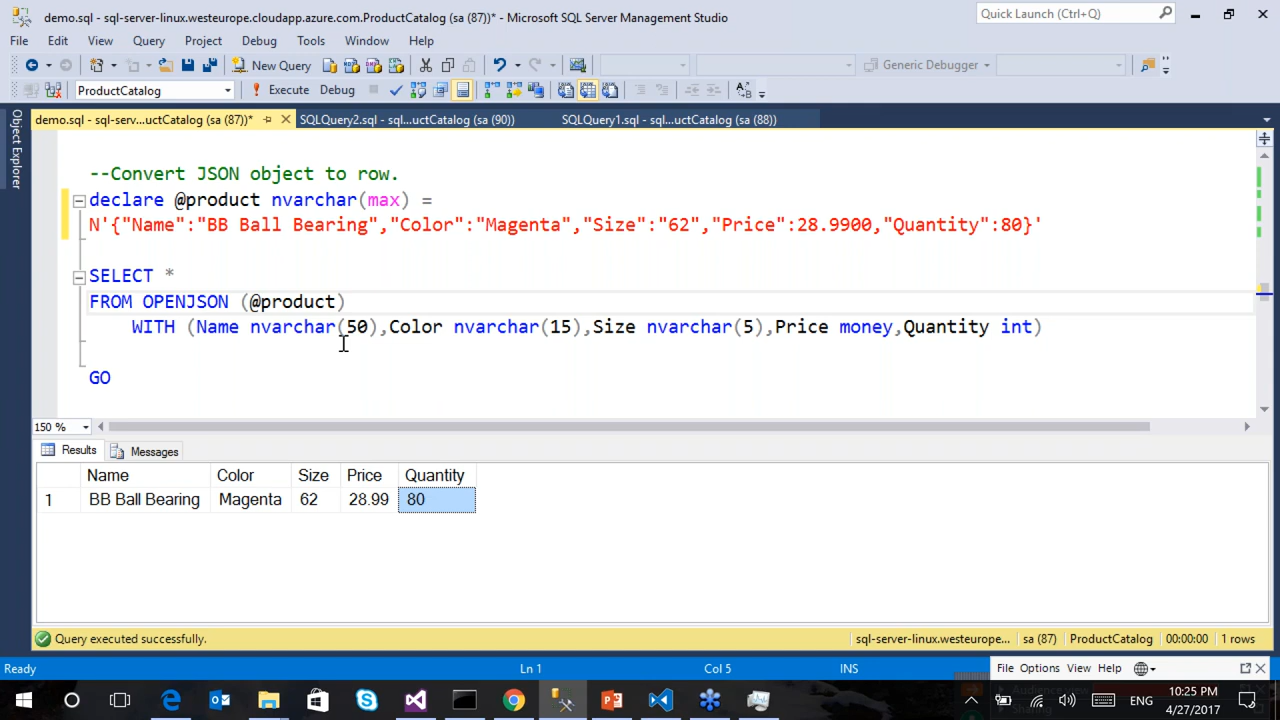 demo.sql - sql-server-linux.westeurope.cloudapp.azure.com.ProductCatalog (sa (87))* - Microsoft SQL Server Management Studio
Quick Launch (Ctrl+Q)
File Edit View Query Project Debug Tools Window Help
New Query
Generic Debugger
ProductCatalog
Execute Debug
demo.sql - sql-serv...uctCatalog (sa (87))*
SQLQuery2.sql - sql...uctCatalog (sa (90))
SQLQuery1.sql - sq...uctCatalog (sa (88))
Object Explorer
--Convert JSON object to row.
declare @product nvarchar(max) =
N'{"Name":"BB Ball Bearing","Color":"Magenta","Size":"62","Price":28.9900,"Quantity":80}'
SELECT *
FROM OPENJSON (@product)
WITH (Name nvarchar(50),Color nvarchar(15),Size nvarchar(5),Price money,Quantity int)
GO
150 %
Results Messages
Name Color Size Price Quantity
1 BB Ball Bearing Magenta 62 28.99 80
Query executed successfully.
sql-server-linux.westeurope... sa (87) ProductCatalog 00:00:00 1 rows
Ready Ln 1 Col 5 INS
File Options View Help
ENG
10:25 PM
4/27/2017